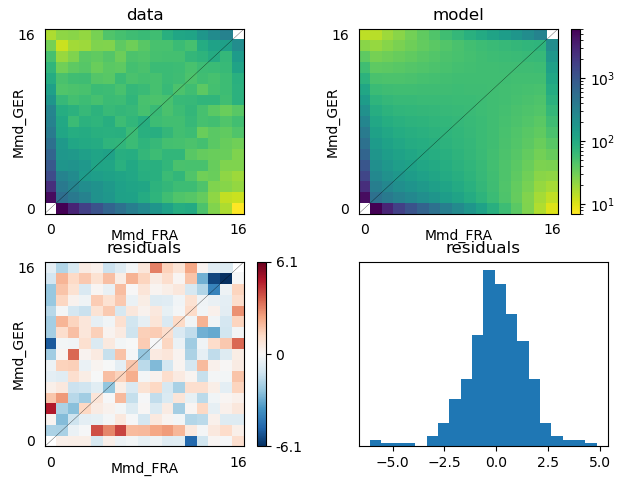 data
model
16
Mmd_GER
0
0
16
Mmd_FRA
16
Mmd_GER
0
0
16
Mmd_FRA
10³
10²
10¹
residuals
residuals
16
Mmd_GER
0
0
16
Mmd_FRA
6.1
0
-6.1
−5.0
−2.5
0.0
2.5
5.0